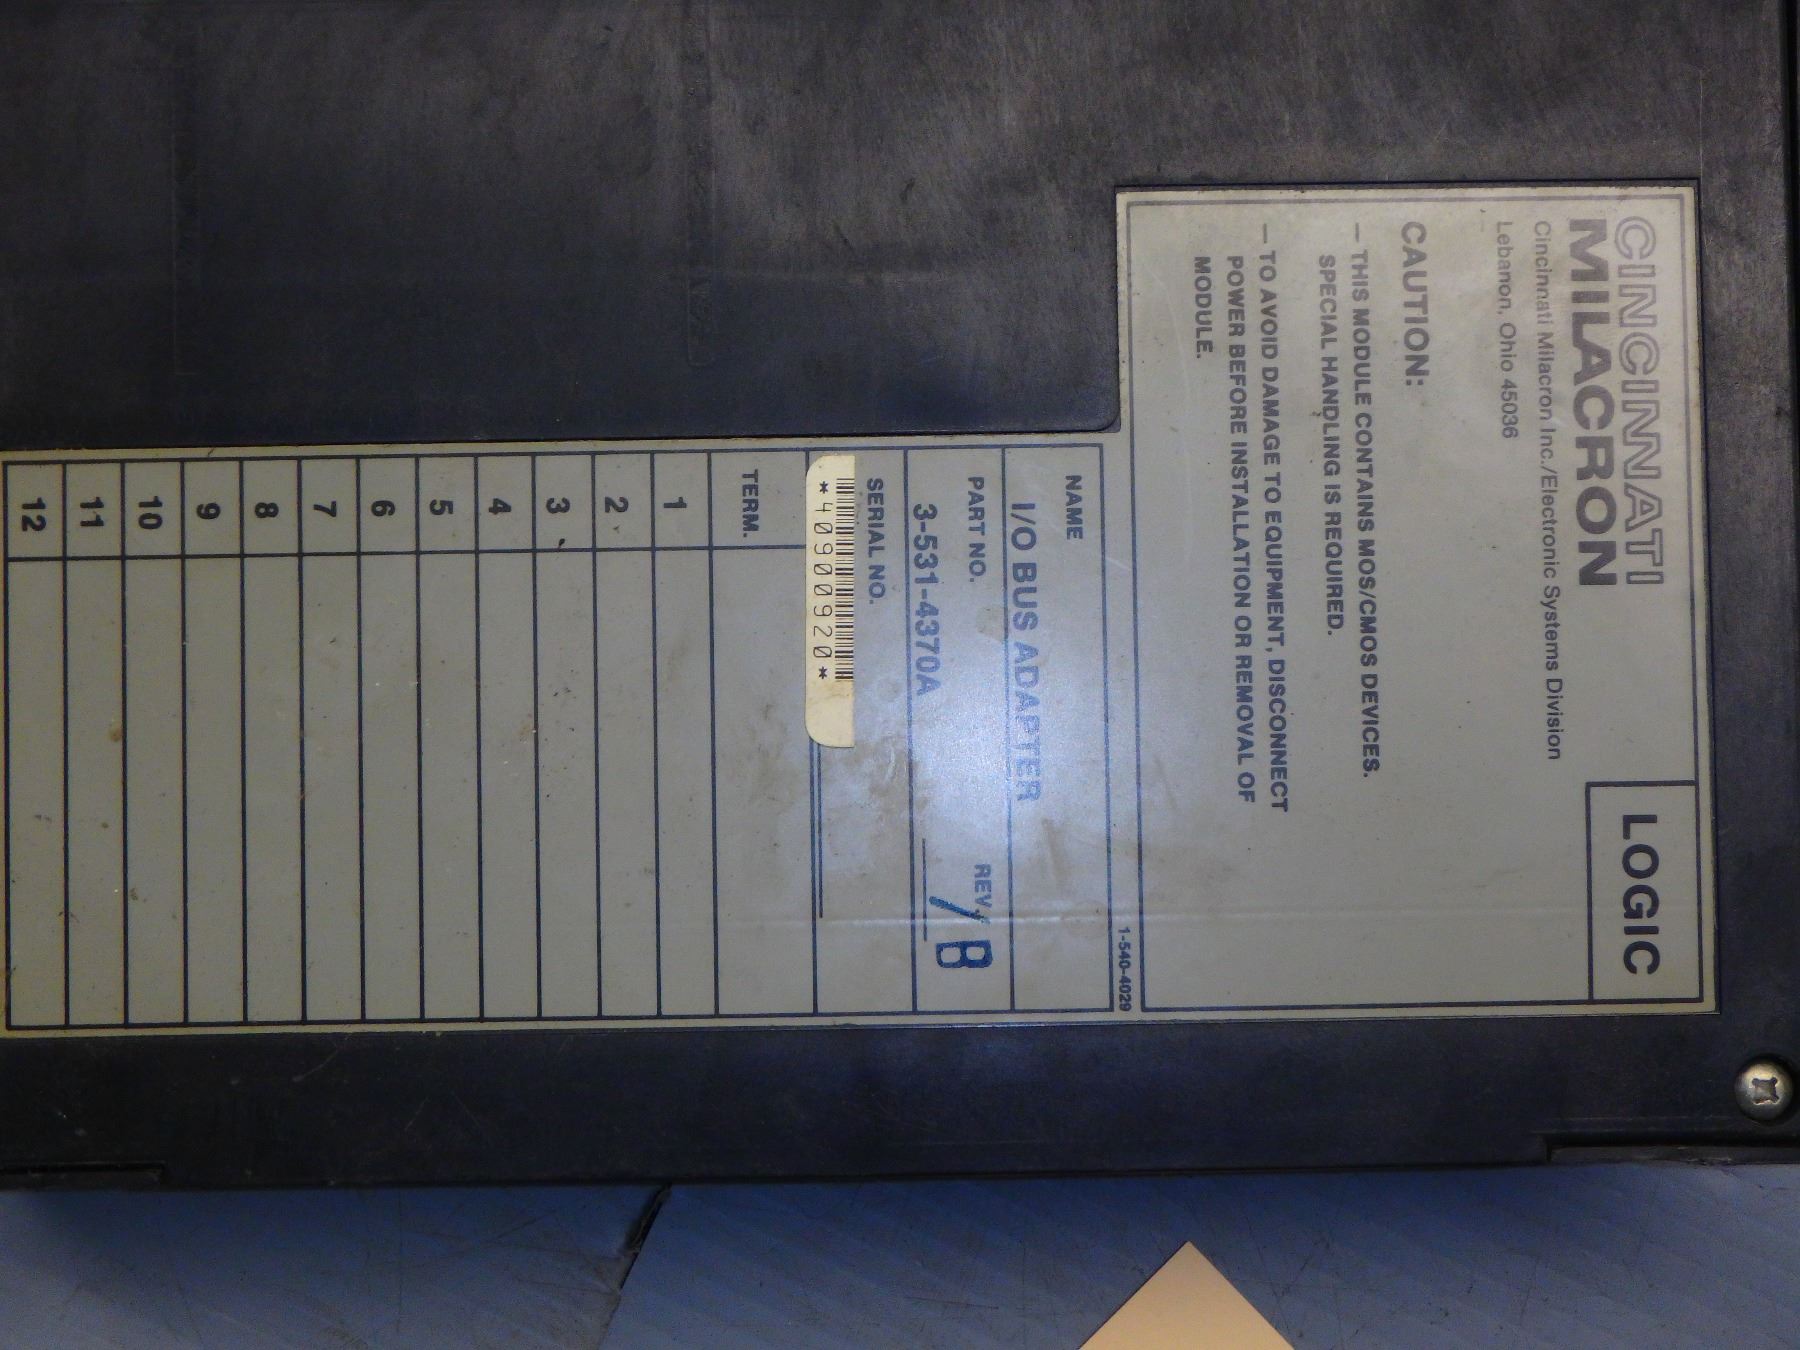 CINCINNATI
MILACRON
Cincinnati Milacron Inc./Electronic Systems Division
Lebanon, Ohio 45036
LOGIC
CAUTION:
– THIS MODULE CONTAINS MOS/CMOS DEVICES.
SPECIAL HANDLING IS REQUIRED.
– TO AVOID DAMAGE TO EQUIPMENT, DISCONNECT
POWER BEFORE INSTALLATION OR REMOVAL OF
MODULE.
1-540-4029
NAME
I/O BUS ADAPTER
PART NO. REV.
3-531-4370A /B
SERIAL NO.
*40900920*
TERM.
1
2
3
4
5
6
7
8
9
10
11
12